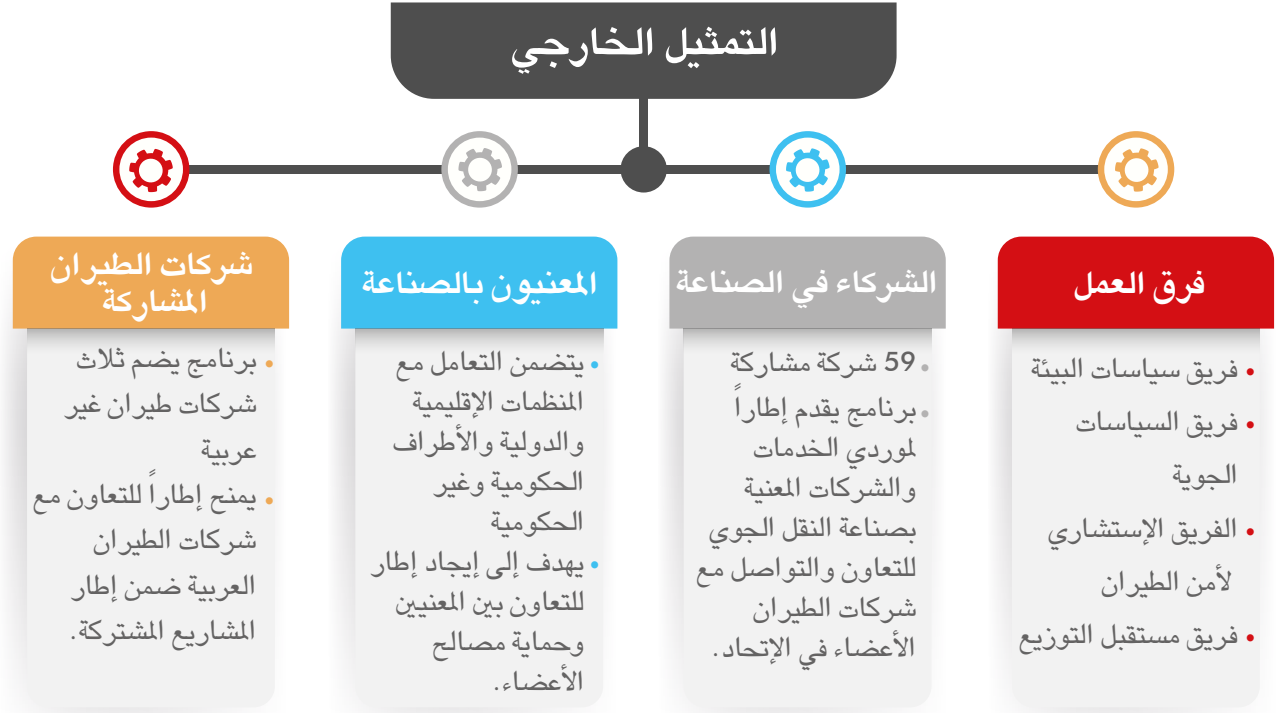 التمثيل الخارجي
فرق العمل
• فريق سياسات البيئة
• فريق السياسات
الجوية
• الفريق الإستشاري
لأمن الطيران
• فريق مستقبل التوزيع
الشركاء في الصناعة
• 59 شركة مشاركة
• برنامج يقدم إطاراً
لموردي الخدمات
والشركات المعنية
بصناعة النقل الجوي
للتعاون والتواصل مع
شركات الطيران
الأعضاء في الإتحاد.
المعنيون بالصناعة
• يتضمن التعامل مع
المنظمات الإقليمية
والدولية والأطراف
الحكومية وغير
الحكومية
• يهدف إلى إيجاد إطار
للتعاون بين المعنيين
وحماية مصالح
الأعضاء.
شركات الطيران
المشاركة
• برنامج يضم ثلاث
شركات طيران غير
عربية
• يمنح إطاراً للتعاون مع
شركات الطيران
العربية ضمن إطار
المشاريع المشتركة.